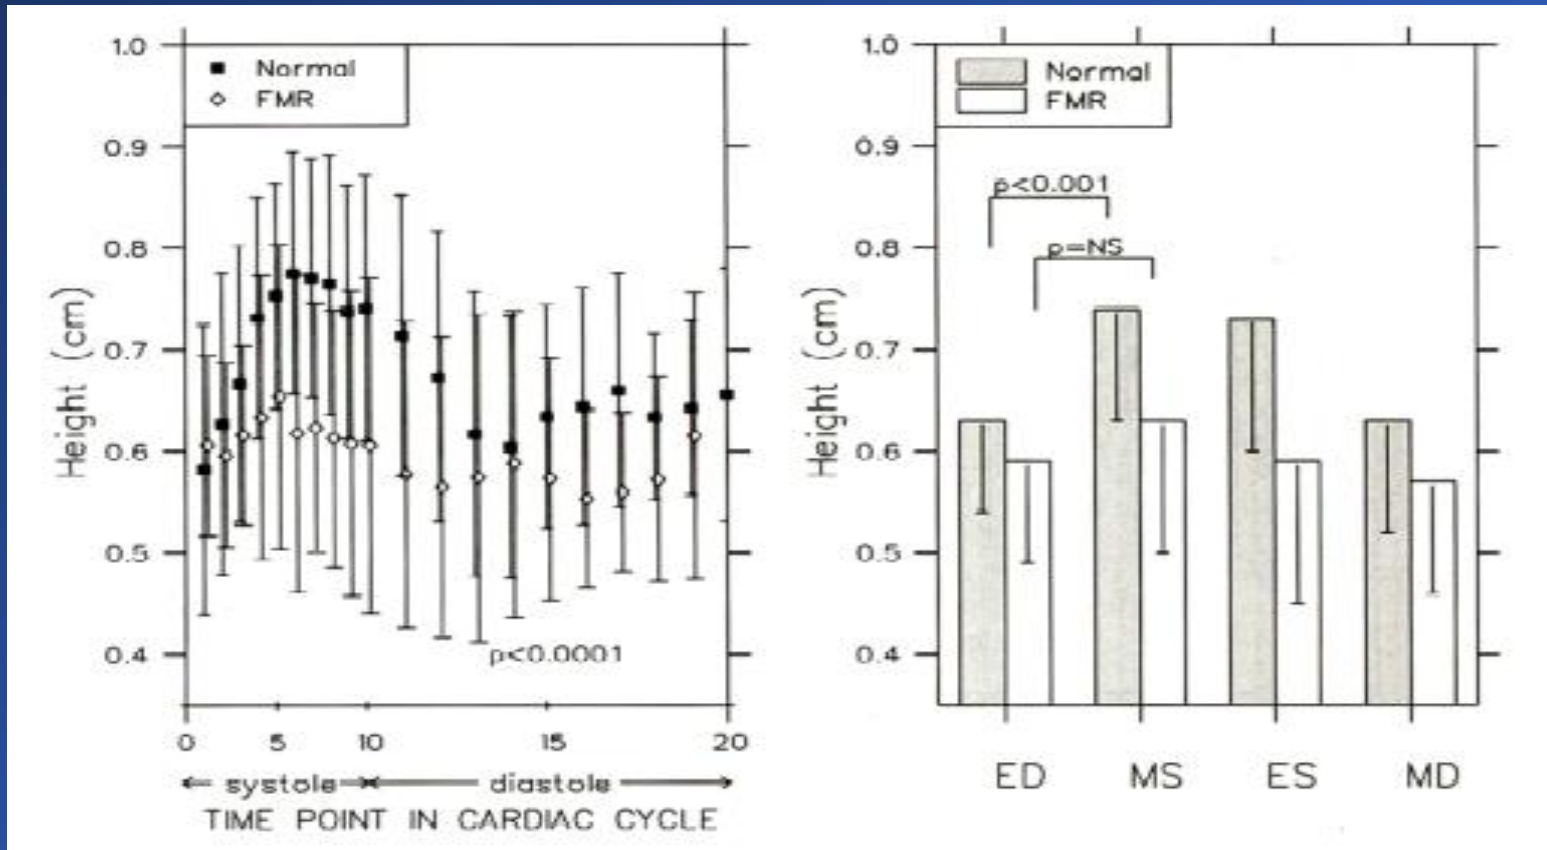 1.0
0.9
0.8
0.7
0.6
0.5
0.4
Height (cm)
Normal
FMR
p<0.0001
0 5 10 15 20
systole diastole
TIME POINT IN CARDIAC CYCLE
1.0
0.9
0.8
0.7
0.6
0.5
0.4
Height (cm)
Normal
FMR
p<0.001
p=NS
ED MS ES MD